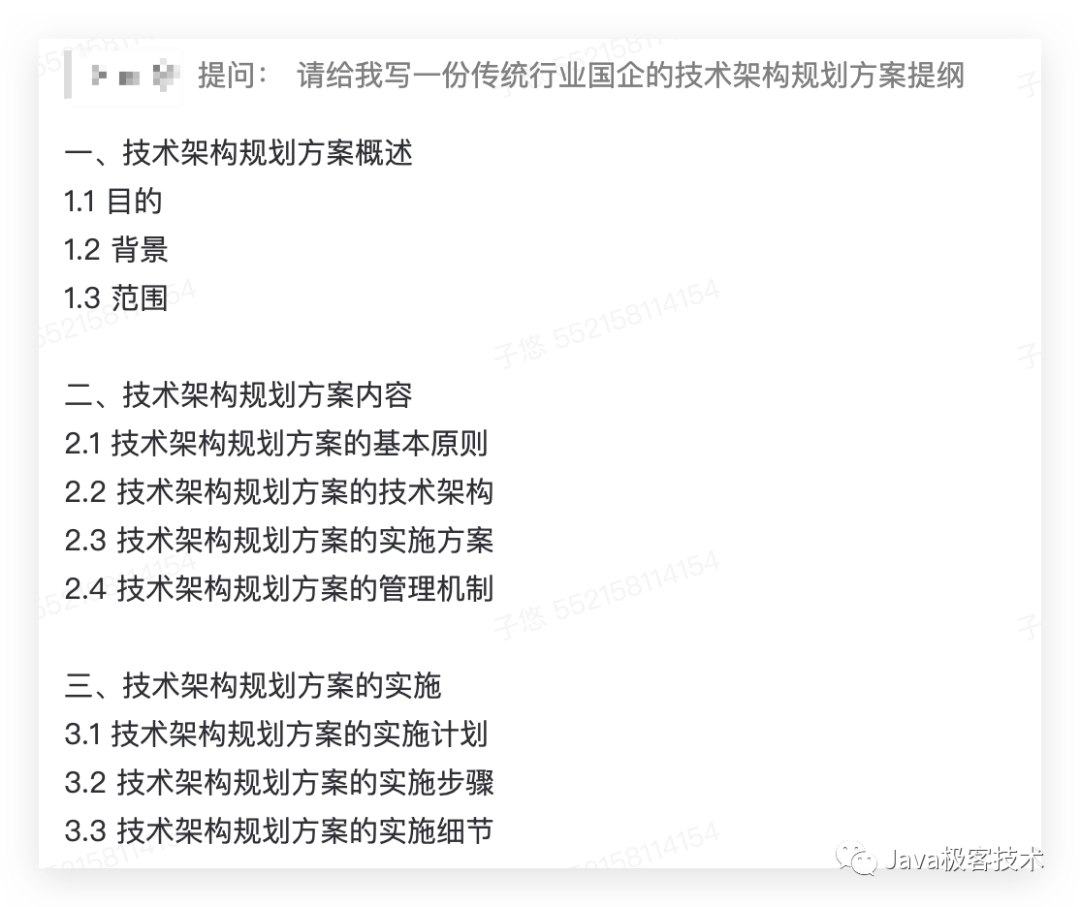 提问： 请给我写一份传统行业国企的技术架构规划方案提纲
一、技术架构规划方案概述
1.1 目的
1.2 背景
1.3 范围
子悠 552158114154
二、技术架构规划方案内容
2.1 技术架构规划方案的基本原则
2.2 技术架构规划方案的技术架构
2.3 技术架构规划方案的实施方案
2.4 技术架构规划方案的管理机制
子悠 552158114154
三、技术架构规划方案的实施
3.1 技术架构规划方案的实施计划
3.2 技术架构规划方案的实施步骤
3.3 技术架构规划方案的实施细节
Java极客技术